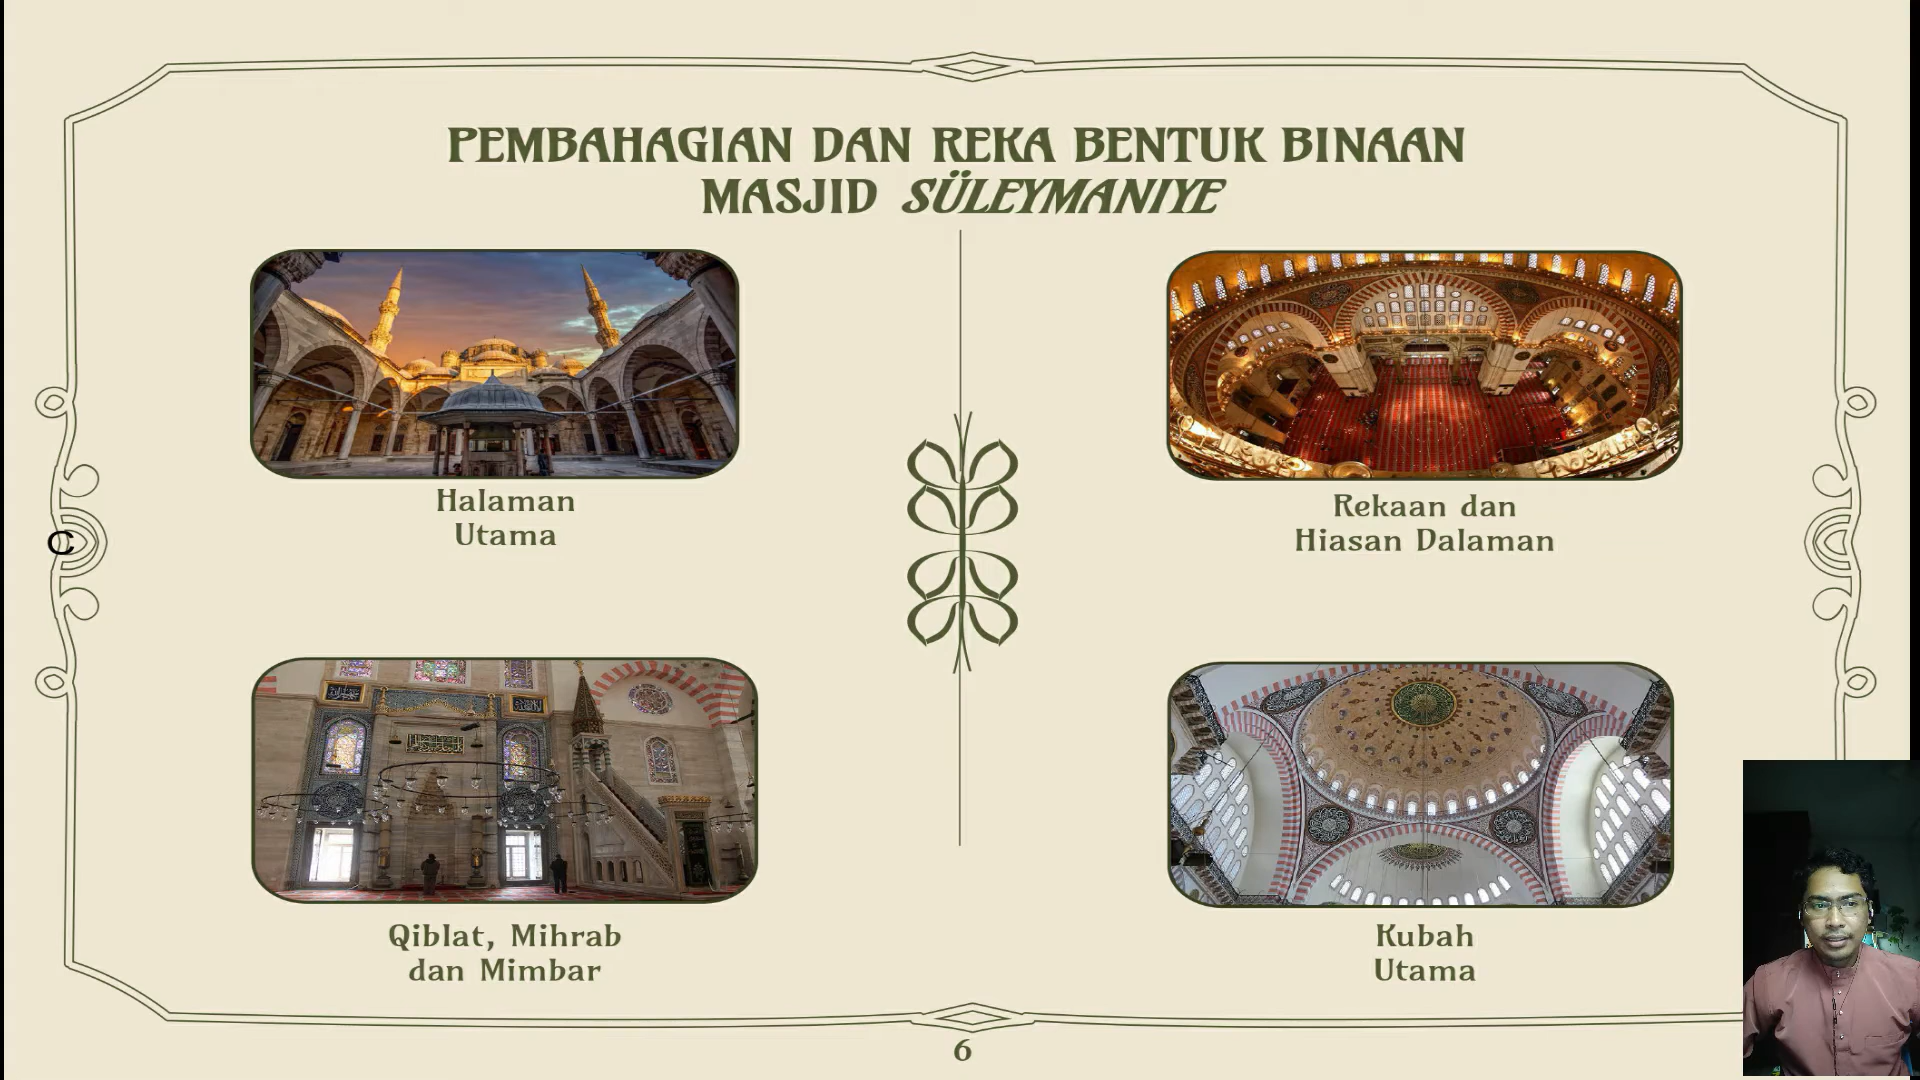 PEMBAHAGIAN DAN REKA BENTUK BINAAN
MASJID SÜLEYMANIYE
Halaman
Utama
Rekaan dan
Hiasan Dalaman
C
Qiblat, Mihrab
dan Mimbar
Kubah
Utama
6